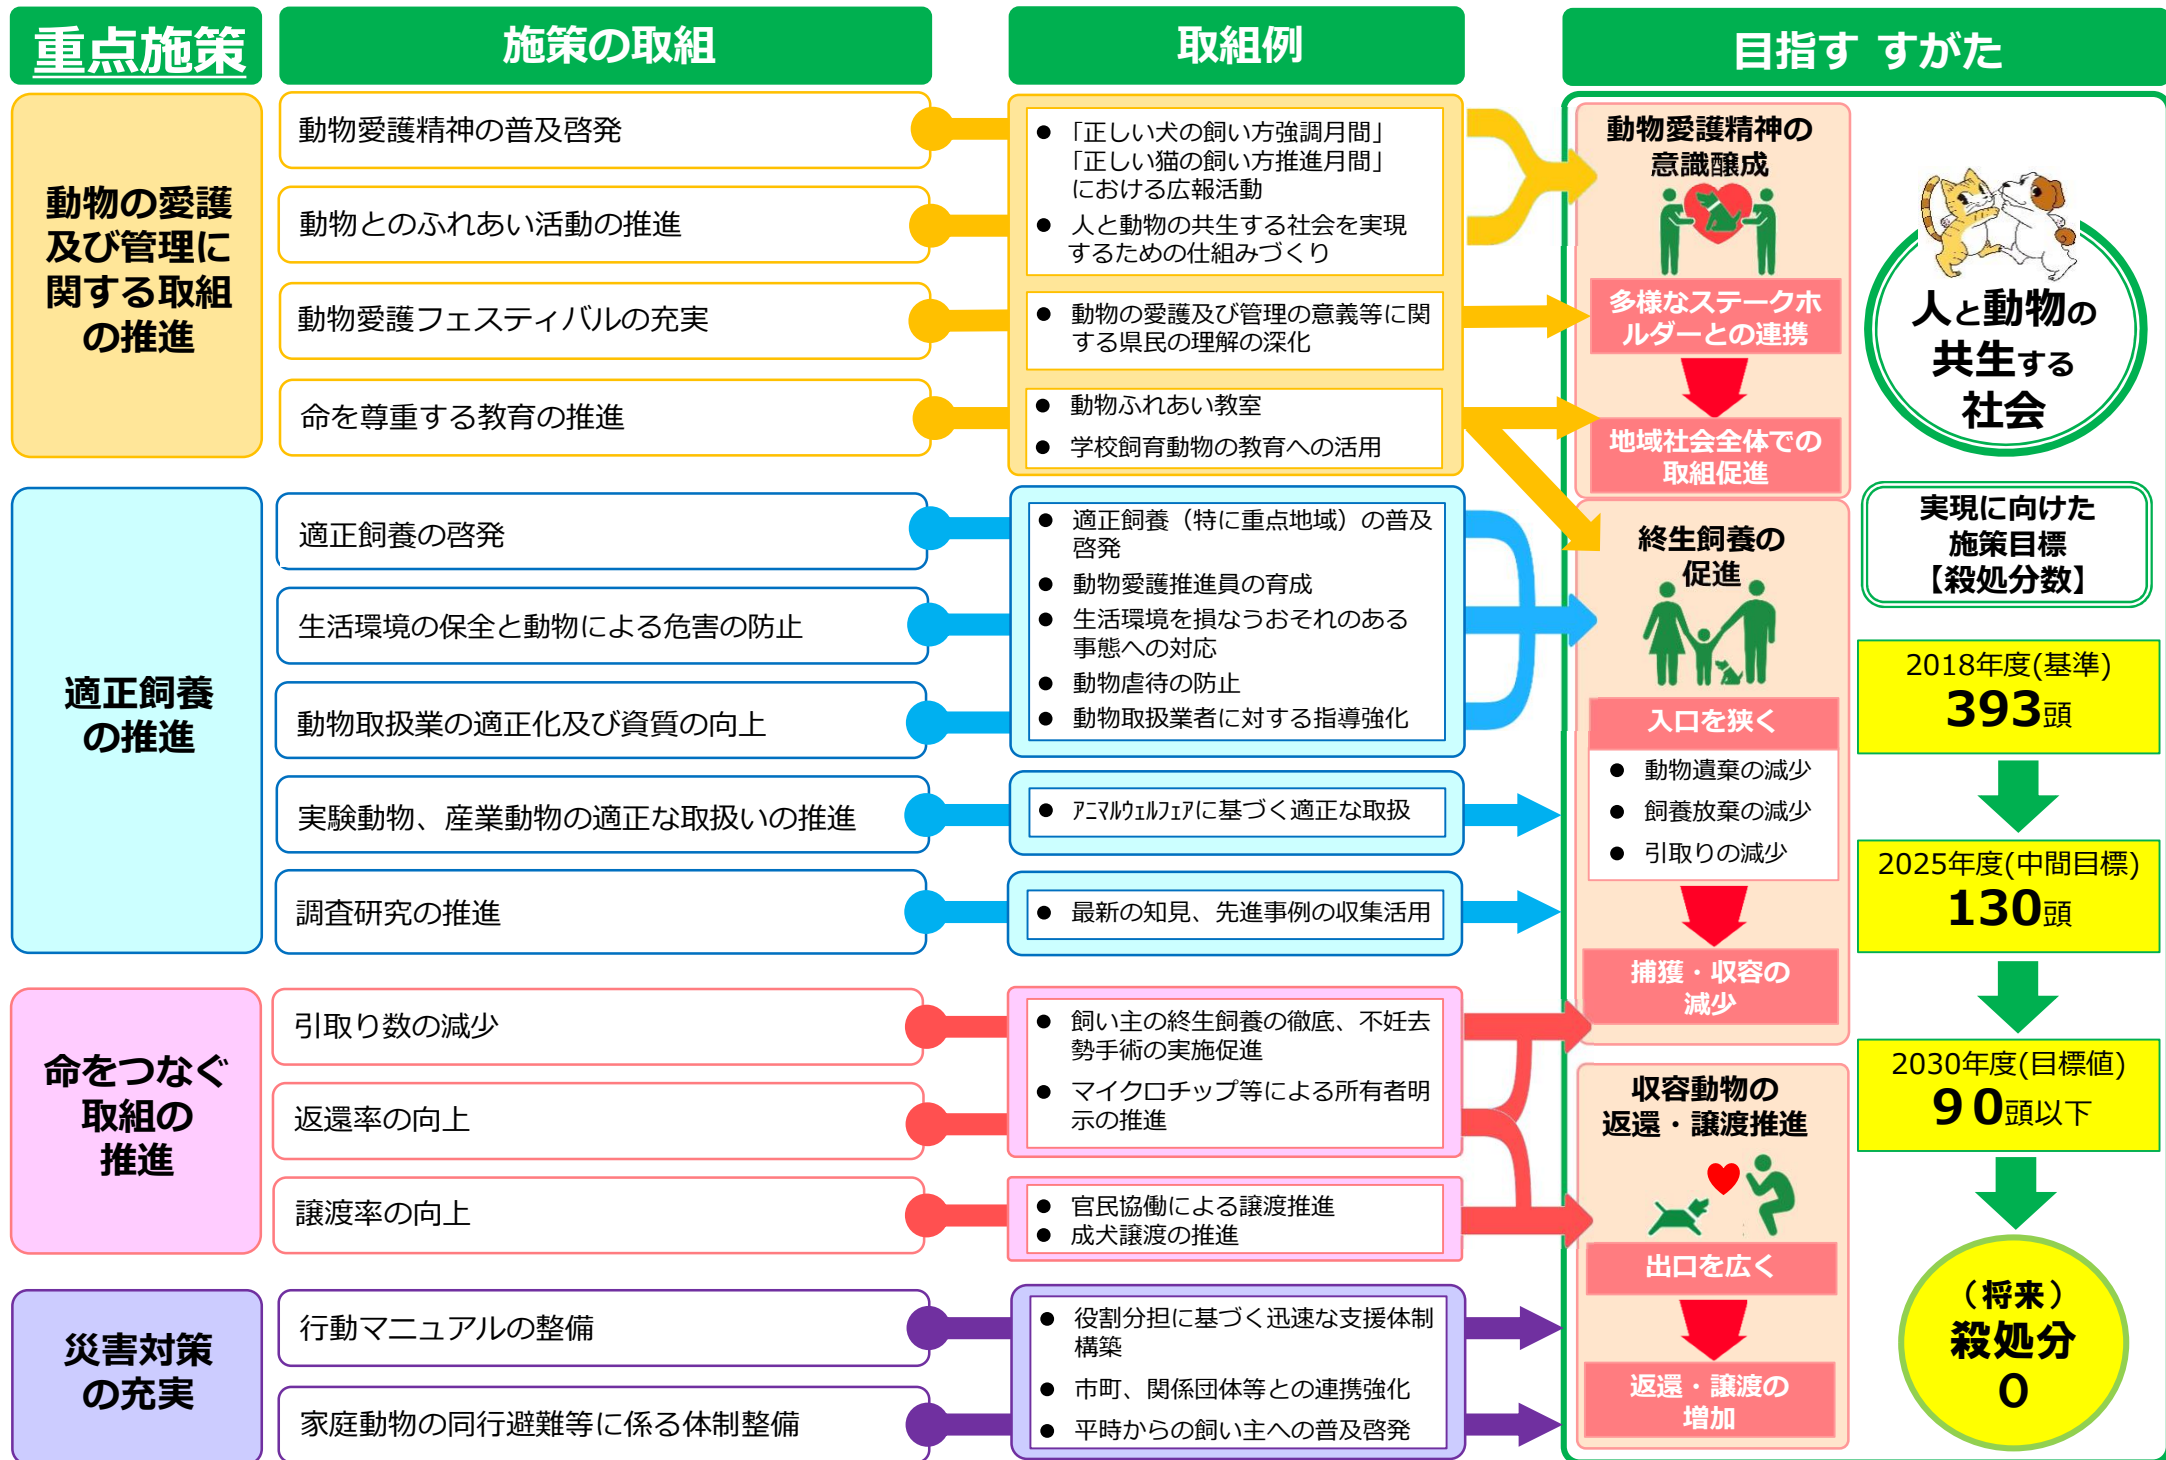 重点施策
施策の取組
取組例
目指す すがた
動物の愛護
及び管理に
関する取組
の推進
動物愛護精神の普及啓発
動物とのふれあい活動の推進
動物愛護フェスティバルの充実
命を尊重する教育の推進
● 「正しい犬の飼い方強調月間」
「正しい猫の飼い方推進月間」
における広報活動
● 人と動物の共生する社会を実現
するための仕組みづくり
● 動物の愛護及び管理の意義等に関
する県民の理解の深化
● 動物ふれあい教室
● 学校飼育動物の教育への活用
適正飼養
の推進
適正飼養の啓発
生活環境の保全と動物による危害の防止
動物取扱業の適正化及び資質の向上
実験動物、産業動物の適正な取扱いの推進
調査研究の推進
● 適正飼養（特に重点地域）の普及
啓発
● 動物愛護推進員の育成
● 生活環境を損なうおそれのある
事態への対応
● 動物虐待の防止
● 動物取扱業者に対する指導強化
● ｱﾆﾏﾙｳｪﾙﾌｪｱに基づく適正な取扱
● 最新の知見、先進事例の収集活用
命をつなぐ
取組の
推進
引取り数の減少
返還率の向上
譲渡率の向上
● 飼い主の終生飼養の徹底、不妊去
勢手術の実施促進
● マイクロチップ等による所有者明
示の推進
● 官民協働による譲渡推進
● 成犬譲渡の推進
災害対策
の充実
行動マニュアルの整備
家庭動物の同行避難等に係る体制整備
● 役割分担に基づく迅速な支援体制
構築
● 市町、関係団体等との連携強化
● 平時からの飼い主への普及啓発
動物愛護精神の
意識醸成
多様なステークホ
ルダーとの連携
地域社会全体での
取組促進
終生飼養の
促進
入口を狭く
● 動物遺棄の減少
● 飼養放棄の減少
● 引取りの減少
捕獲・収容の
減少
収容動物の
返還・譲渡推進
出口を広く
返還・譲渡の
増加
人と動物の
共生する
社会
実現に向けた
施策目標
【殺処分数】
2018年度(基準)
393頭
2025年度(中間目標)
130頭
2030年度(目標値)
９０頭以下
（将来）
殺処分
０